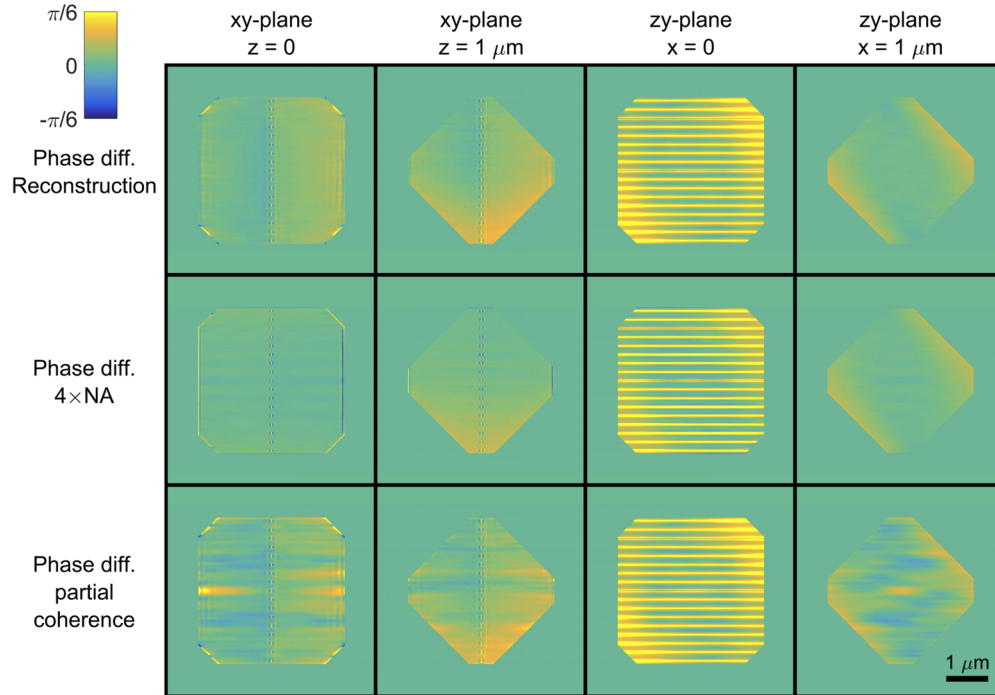 π/6
0
-π/6
xy-plane
z = 0
xy-plane
z = 1 μm
zy-plane
x = 0
zy-plane
x = 1 μm
Phase diff.
Reconstruction
Phase diff.
4×NA
Phase diff.
partial
coherence
1 μm